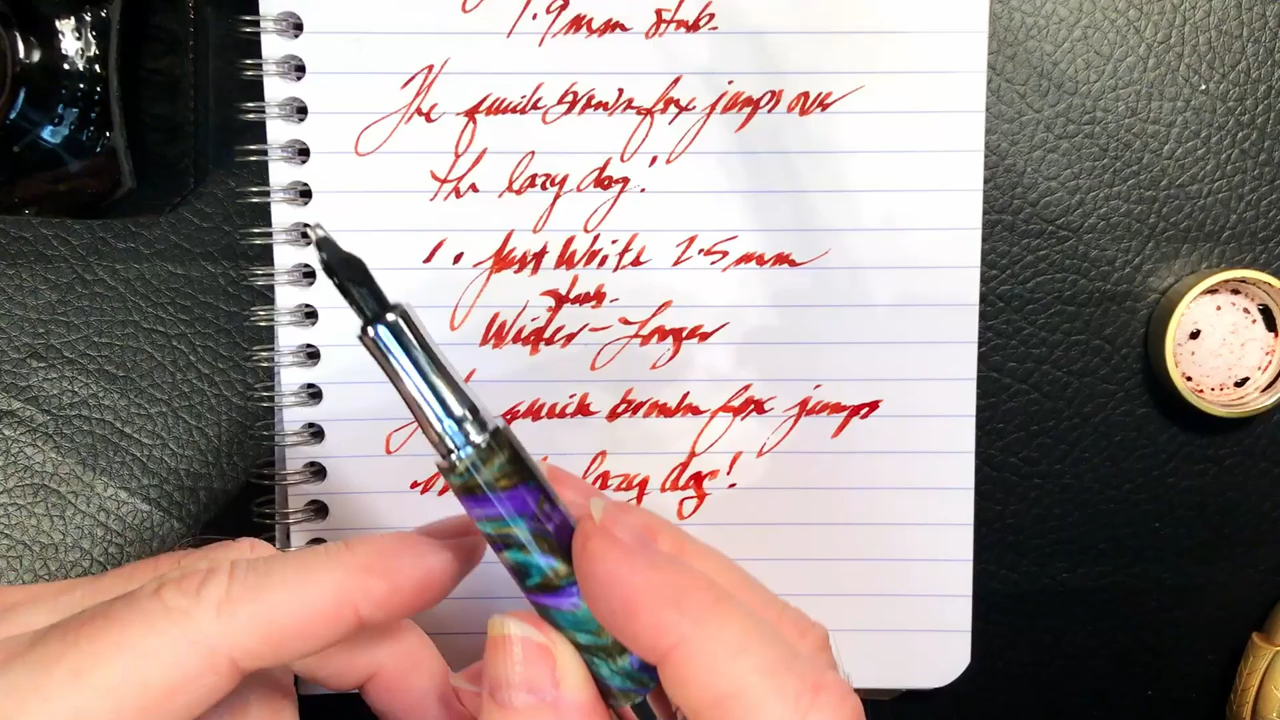 1.9mm stub.
The quick brown fox jumps over
the lazy dog!
1. Just Write 2.5mm
stub.
Wider - Longer
quick brown fox jumps
lazy dog!